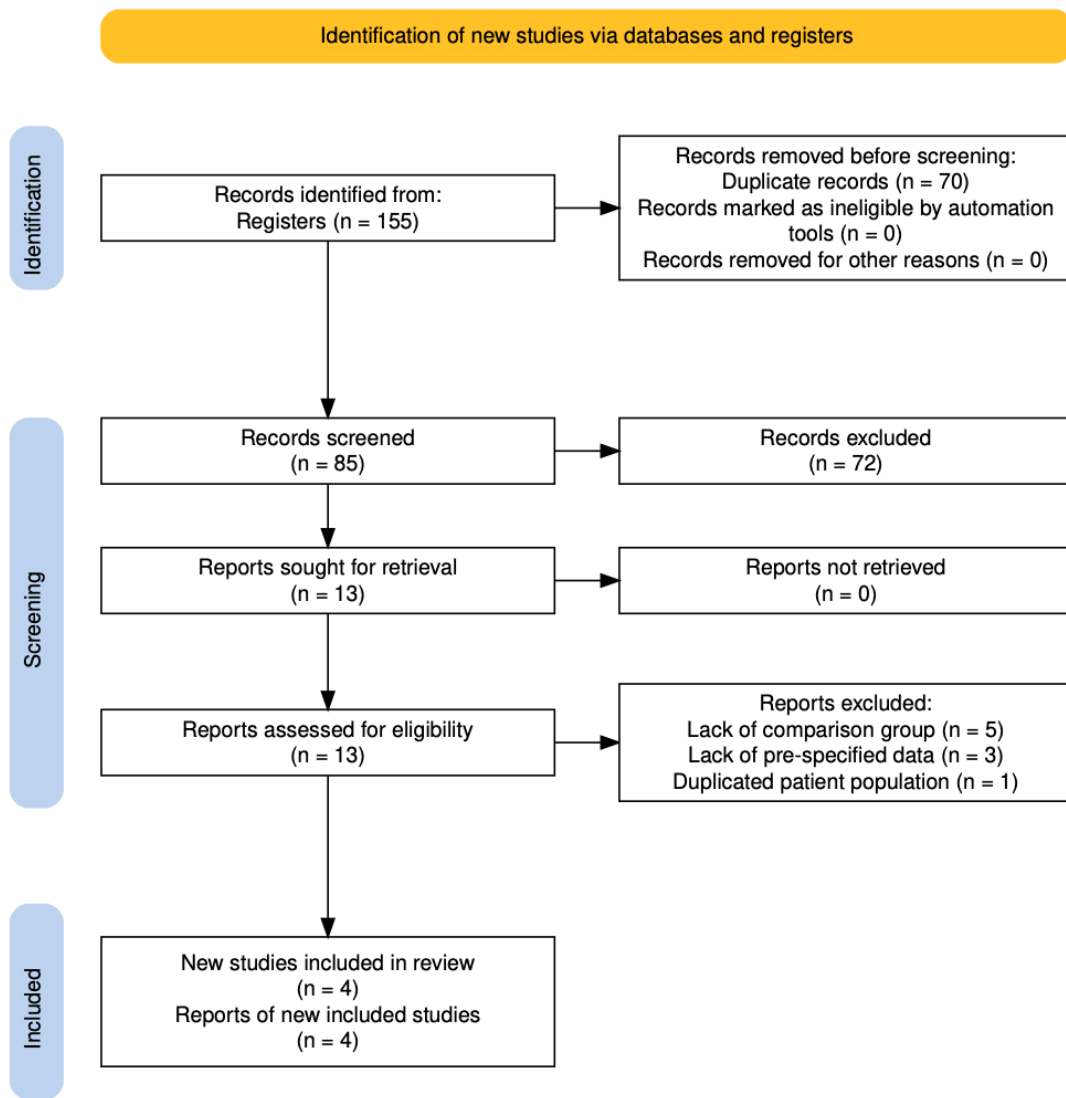 Identification of new studies via databases and registers
Identification
Records identified from:
Registers (n = 155)
Records removed before screening:
Duplicate records (n = 70)
Records marked as ineligible by automation
tools (n = 0)
Records removed for other reasons (n = 0)
Screening
Records screened
(n = 85)
Records excluded
(n = 72)
Reports sought for retrieval
(n = 13)
Reports not retrieved
(n = 0)
Reports assessed for eligibility
(n = 13)
Reports excluded:
Lack of comparison group (n = 5)
Lack of pre-specified data (n = 3)
Duplicated patient population (n = 1)
Included
New studies included in review
(n = 4)
Reports of new included studies
(n = 4)